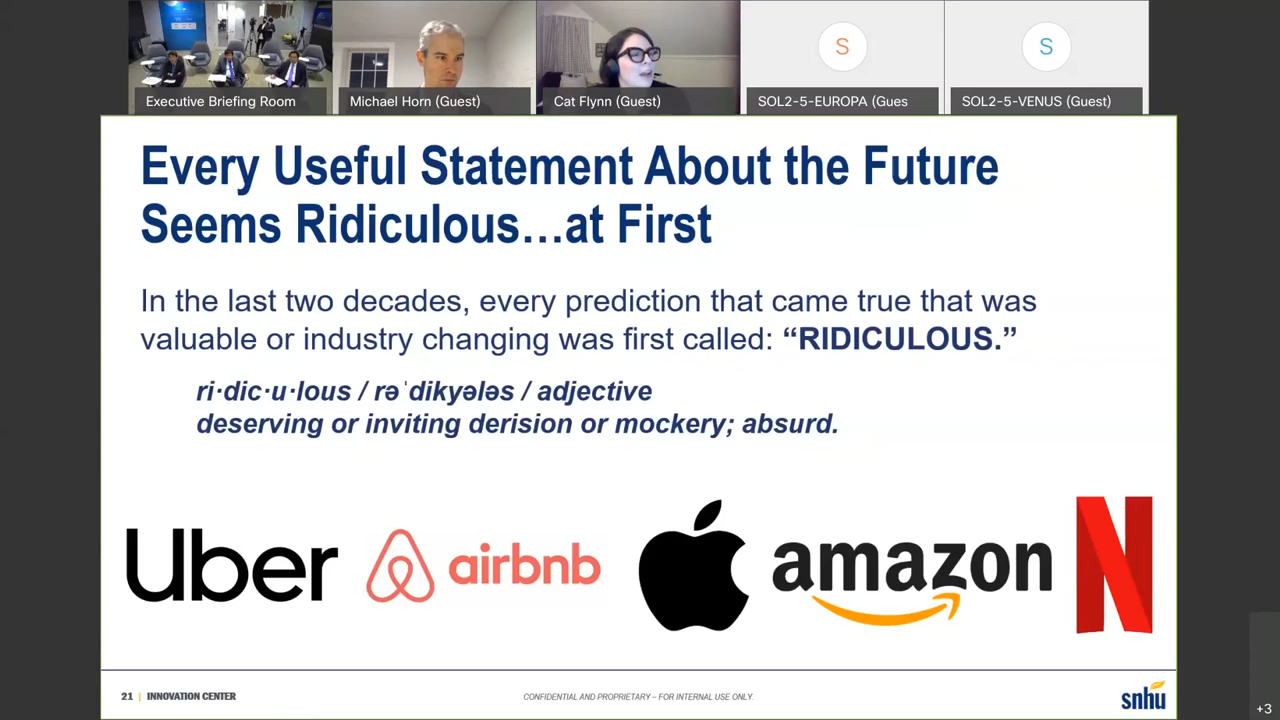 Executive Briefing Room
Michael Horn (Guest)
Cat Flynn (Guest)
S
SOL2-5-EUROPA (Gues
S
SOL2-5-VENUS (Guest)
Every Useful Statement About the Future
Seems Ridiculous…at First
In the last two decades, every prediction that came true that was
valuable or industry changing was first called: “RIDICULOUS.”
ri·dic·u·lous / rəˈdikyələs / adjective
deserving or inviting derision or mockery; absurd.
Uber
airbnb
amazon
N
21 | INNOVATION CENTER
CONFIDENTIAL AND PROPRIETARY – FOR INTERNAL USE ONLY.
snhu
+3